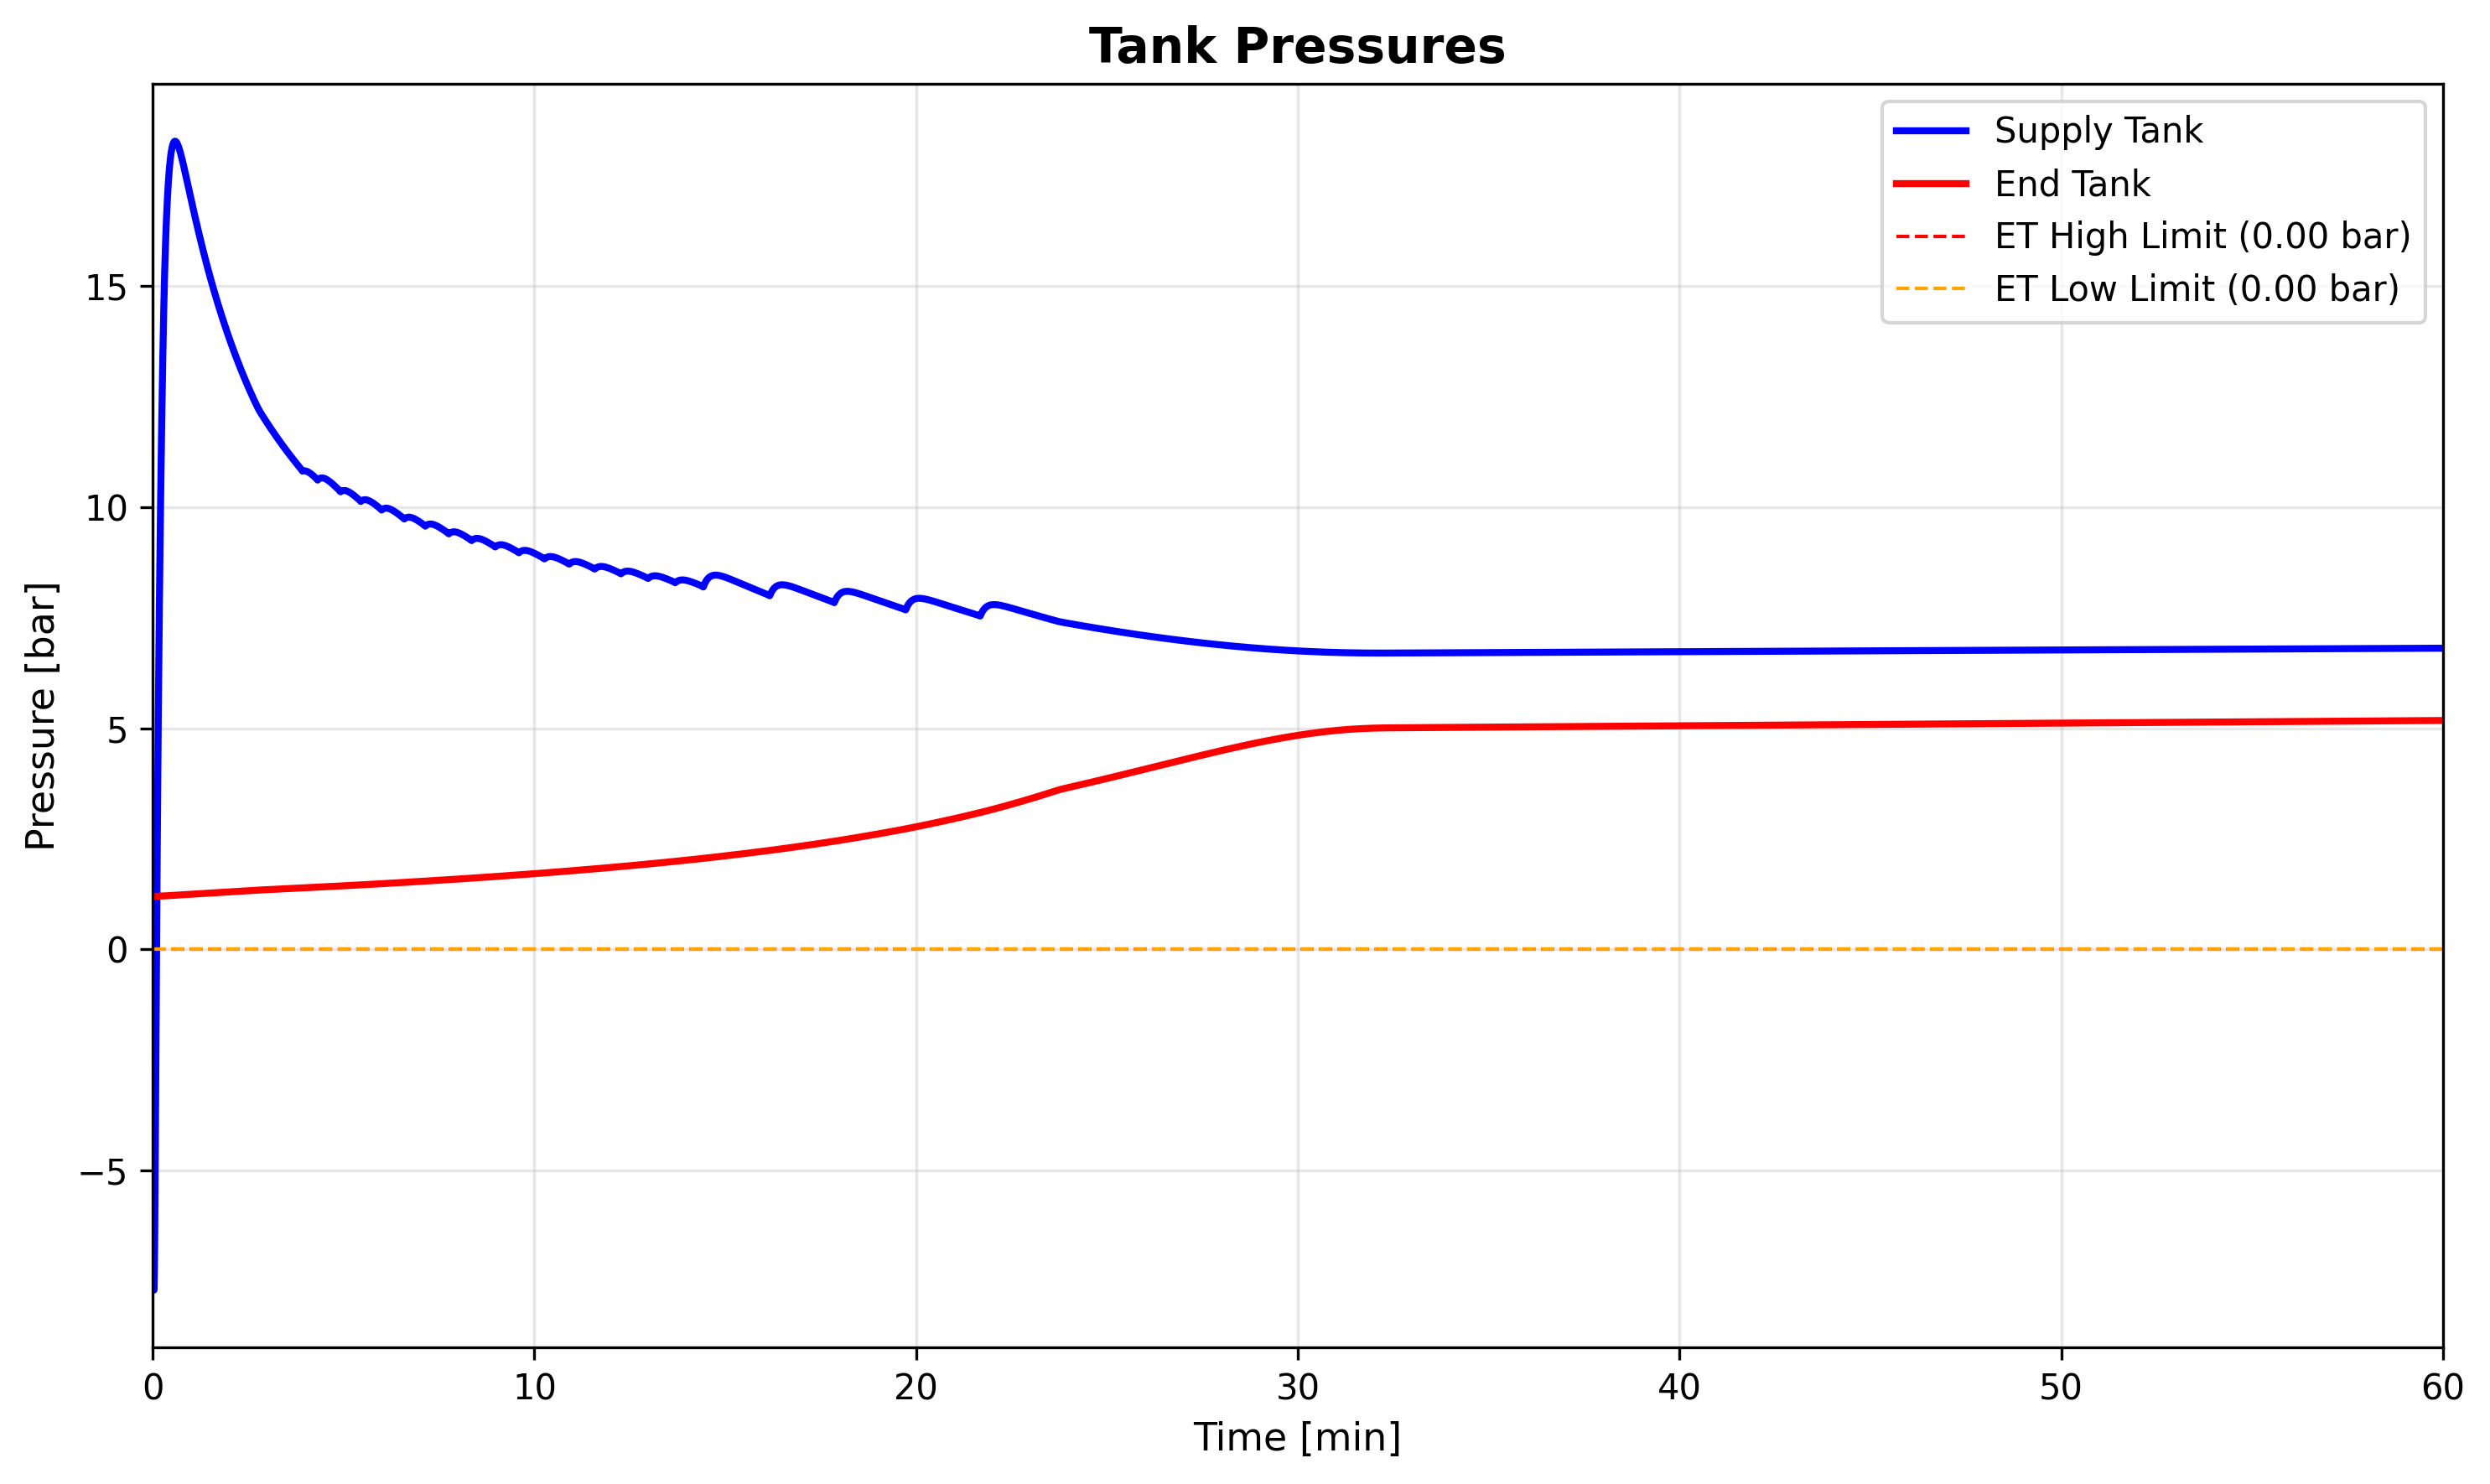 Tank Pressures
Supply Tank
End Tank
ET High Limit (0.00 bar)
ET Low Limit (0.00 bar)
Pressure [bar]
15
10
5
0
−5
0 10 20 30 40 50 60
Time [min]